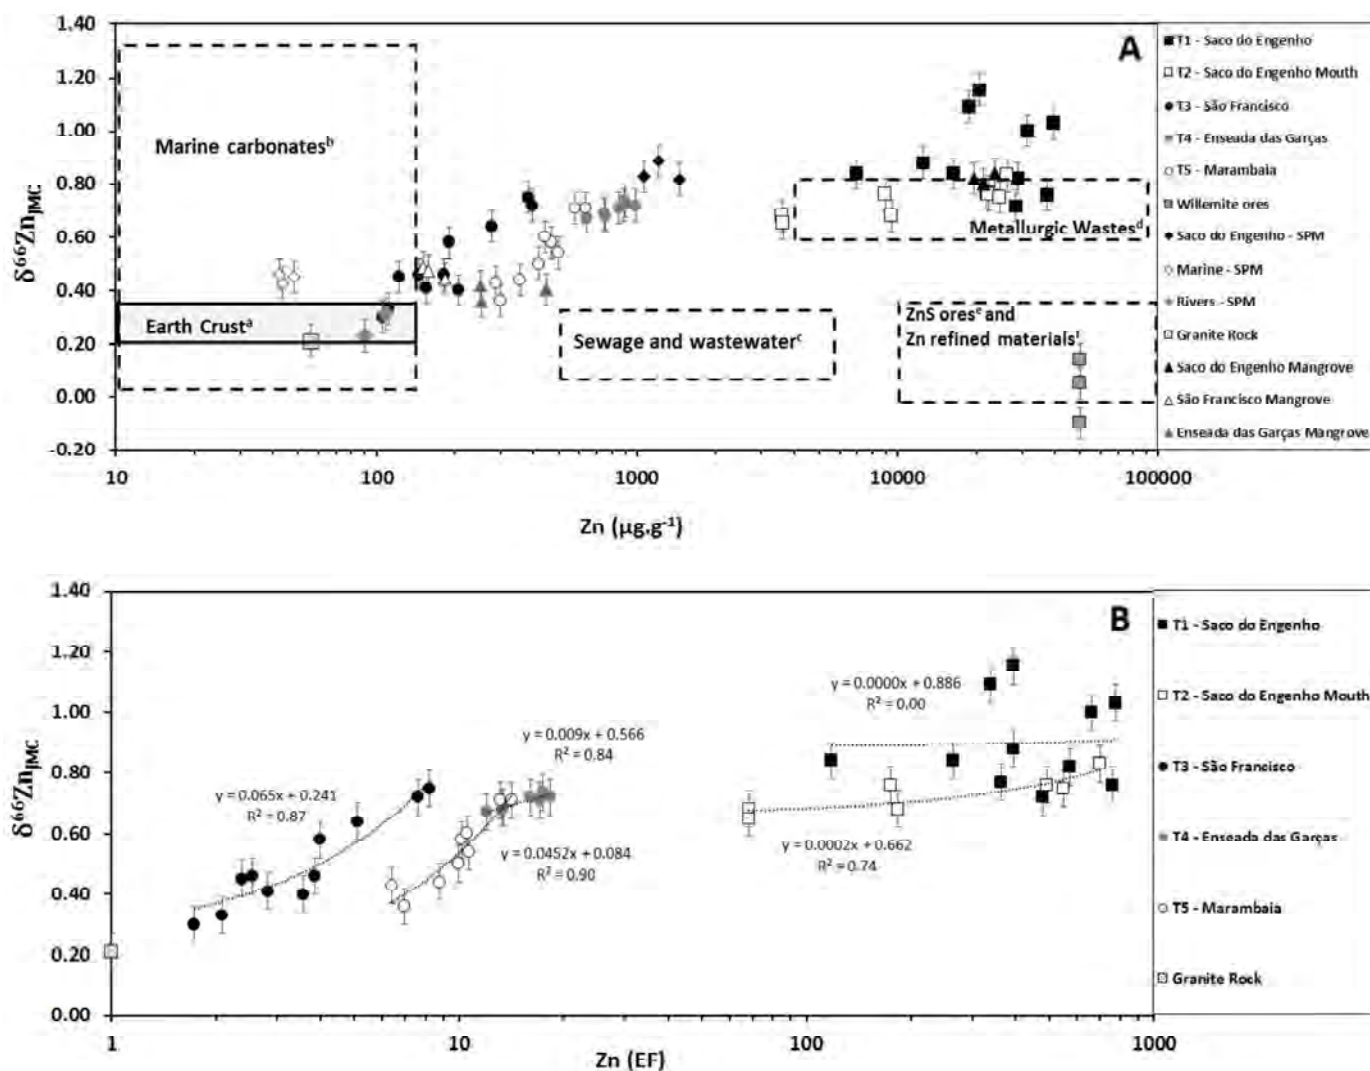 1.40
1.20
1.00
0.80
0.60
0.40
0.20
0.00
-0.20
δ⁶⁶Zn_JMC
10
100
1000
10000
100000
Zn (µg.g⁻¹)
A
Marine carbonatesᵇ
Earth Crustᵃ
Sewage and wastewaterᶜ
Metallurgic Wastesᵈ
ZnS oresᵉ and
Zn refined materialsᶠ
T1 - Saco do Engenho
T2 - Saco do Engenho Mouth
T3 - São Francisco
T4 - Enseada das Garças
T5 - Marambaia
Willemite ores
Saco do Engenho - SPM
Marine - SPM
Rivers - SPM
Granite Rock
Saco do Engenho Mangrove
São Francisco Mangrove
Enseada das Garças Mangrove
1.40
1.20
1.00
0.80
0.60
0.40
0.20
0.00
δ⁶⁶Zn_JMC
1
10
100
1000
Zn (EF)
B
y = 0.065x + 0.241
R² = 0.87
y = 0.009x + 0.566
R² = 0.84
y = 0.0452x + 0.084
R² = 0.90
y = 0.0000x + 0.886
R² = 0.00
y = 0.0002x + 0.662
R² = 0.74
T1 - Saco do Engenho
T2 - Saco do Engenho Mouth
T3 - São Francisco
T4 - Enseada das Garças
T5 - Marambaia
Granite Rock